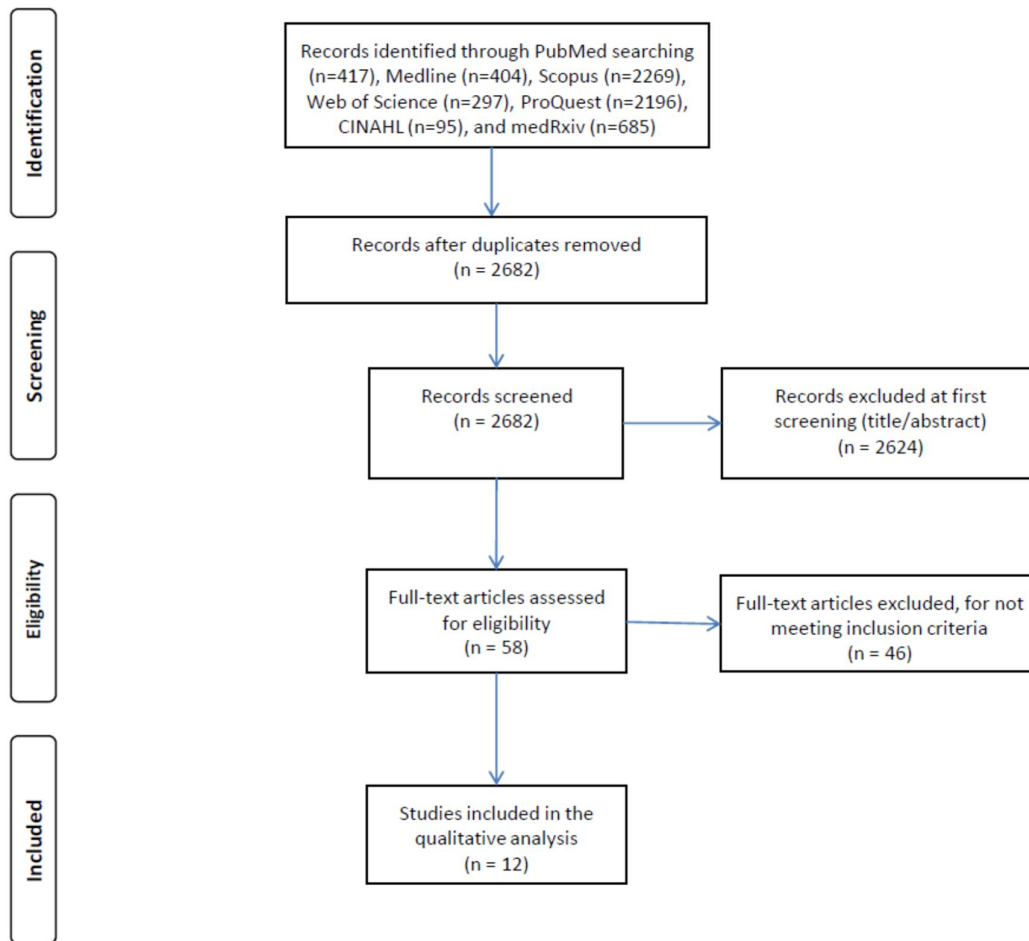 Identification
Records identified through PubMed searching
(n=417), Medline (n=404), Scopus (n=2269),
Web of Science (n=297), ProQuest (n=2196),
CINAHL (n=95), and medRxiv (n=685)
Screening
Records after duplicates removed
(n = 2682)
Records screened
(n = 2682)
Records excluded at first
screening (title/abstract)
(n = 2624)
Eligibility
Full-text articles assessed
for eligibility
(n = 58)
Full-text articles excluded, for not
meeting inclusion criteria
(n = 46)
Included
Studies included in the
qualitative analysis
(n = 12)